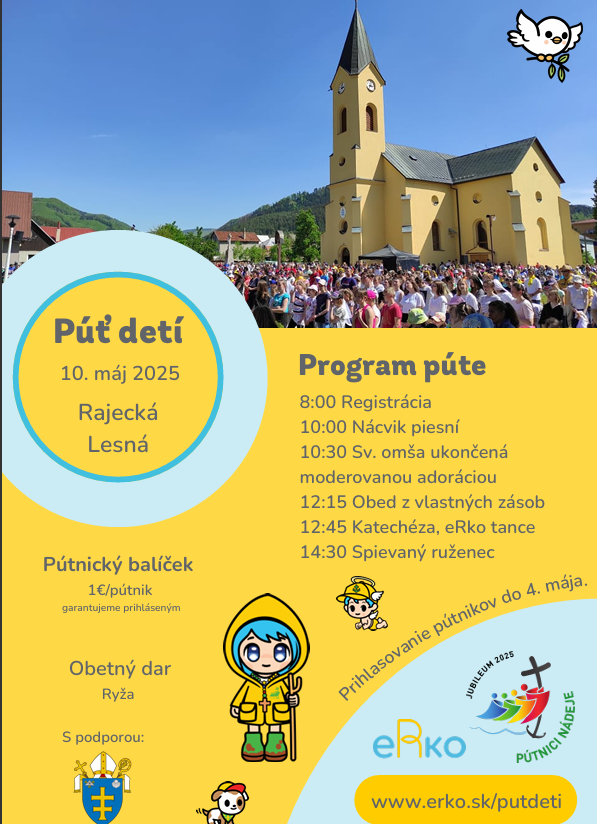 Púť detí
10. máj 2025
Rajecká
Lesná
Program púte
8:00 Registrácia
10:00 Nácvik piesní
10:30 Sv. omša ukončená
moderovanou adoráciou
12:15 Obed z vlastných zásob
12:45 Katechéza, eRko tance
14:30 Spievaný ruženec
Pútnický balíček
1€/pútnik
garantujeme prihláseným
Obetný dar
Ryža
S podporou:
Prihlasovanie pútnikov do 4. mája.
JUBILEUM 2025
PÚTNICI NÁDEJE
eRko
www.erko.sk/putdeti